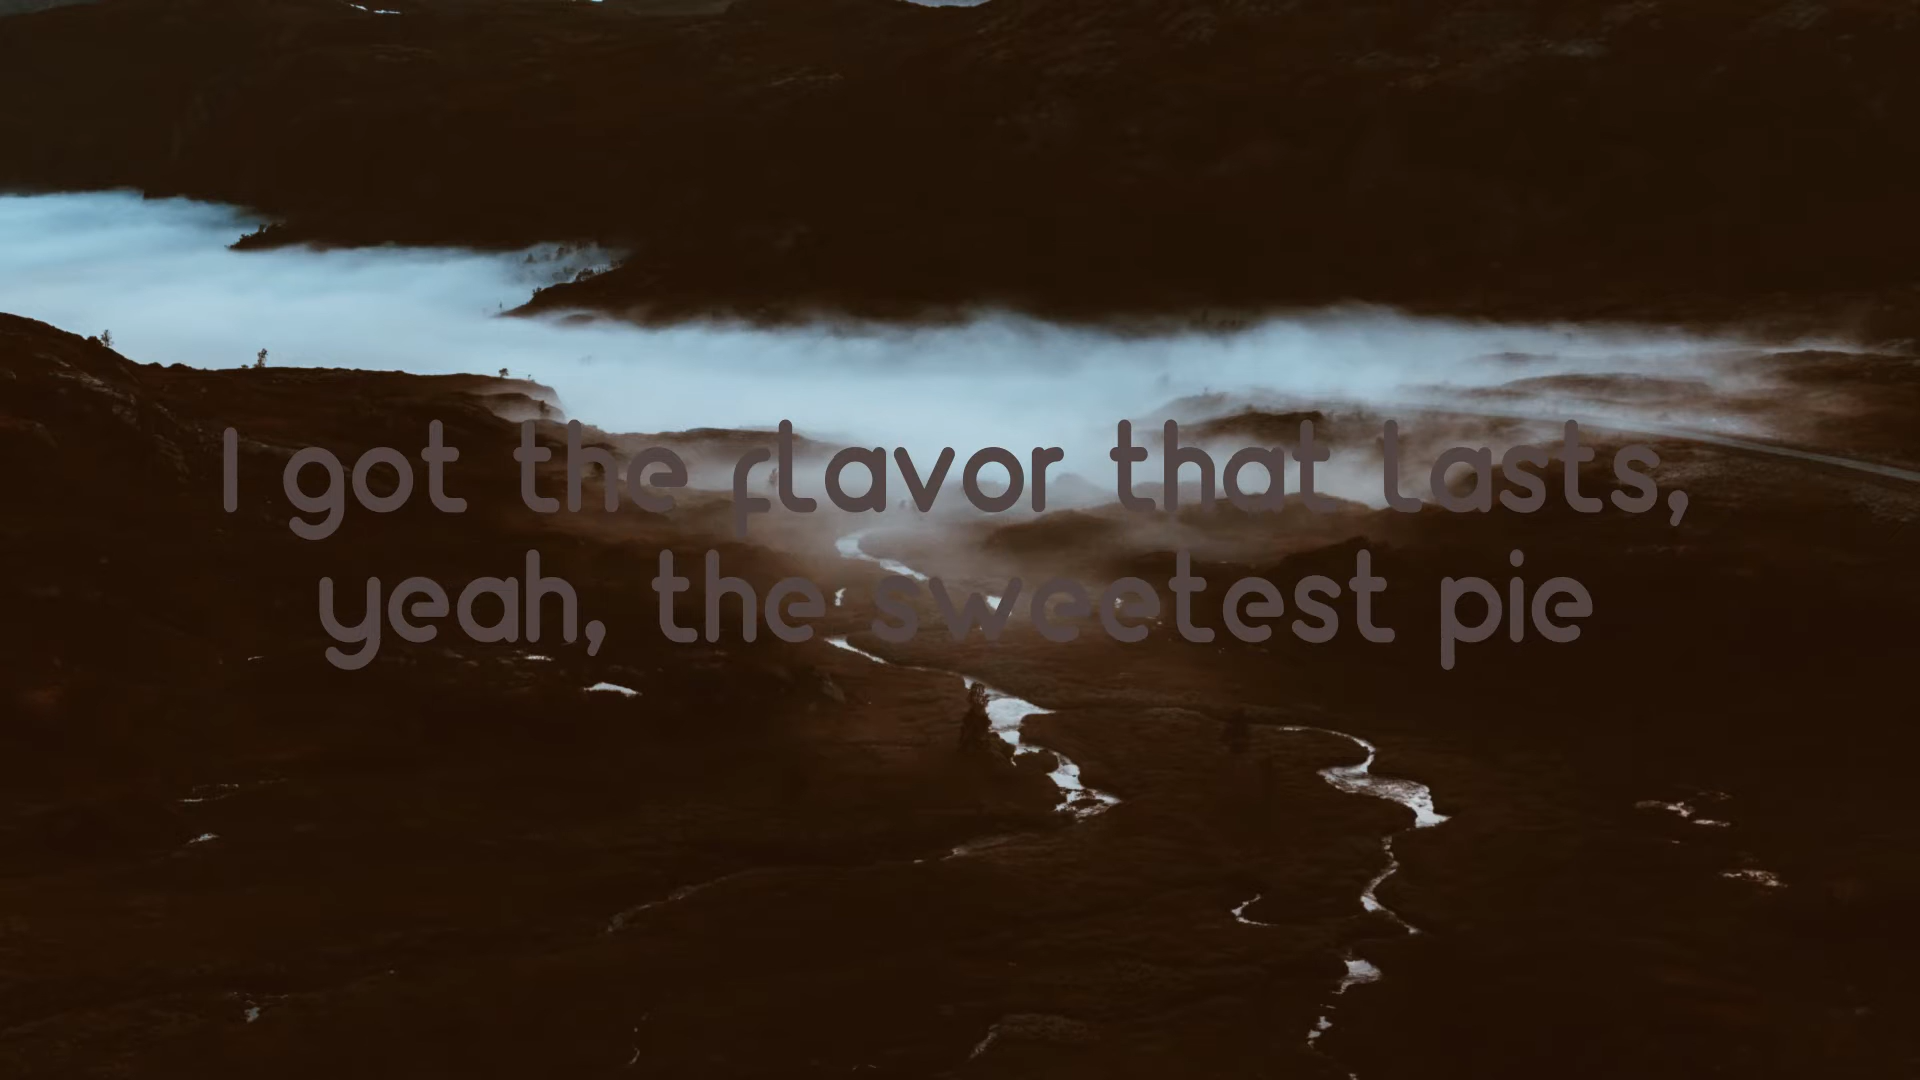 I got the flavor that lasts,
yeah, the sweetest pie